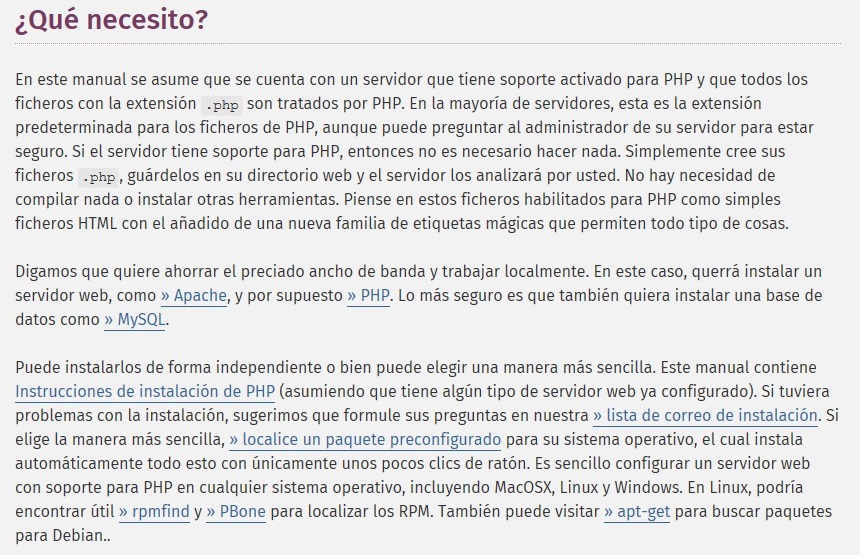 ¿Qué necesito?
En este manual se asume que se cuenta con un servidor que tiene soporte activado para PHP y que todos los
ficheros con la extensión .php son tratados por PHP. En la mayoría de servidores, esta es la extensión
predeterminada para los ficheros de PHP, aunque puede preguntar al administrador de su servidor para estar
seguro. Si el servidor tiene soporte para PHP, entonces no es necesario hacer nada. Simplemente cree sus
ficheros .php, guárdelos en su directorio web y el servidor los analizará por usted. No hay necesidad de
compilar nada o instalar otras herramientas. Piense en estos ficheros habilitados para PHP como simples
ficheros HTML con el añadido de una nueva familia de etiquetas mágicas que permiten todo tipo de cosas.
Digamos que quiere ahorrar el preciado ancho de banda y trabajar localmente. En este caso, querrá instalar un
servidor web, como » Apache, y por supuesto » PHP. Lo más seguro es que también quiera instalar una base de
datos como » MySQL.
Puede instalarlos de forma independiente o bien puede elegir una manera más sencilla. Este manual contiene
Instrucciones de instalación de PHP (asumiendo que tiene algún tipo de servidor web ya configurado). Si tuviera
problemas con la instalación, sugerimos que formule sus preguntas en nuestra » lista de correo de instalación. Si
elige la manera más sencilla, » localice un paquete preconfigurado para su sistema operativo, el cual instala
automáticamente todo esto con únicamente unos pocos clics de ratón. Es sencillo configurar un servidor web
con soporte para PHP en cualquier sistema operativo, incluyendo MacOSX, Linux y Windows. En Linux, podría
encontrar útil » rpmfind y » PBone para localizar los RPM. También puede visitar » apt-get para buscar paquetes
para Debian..